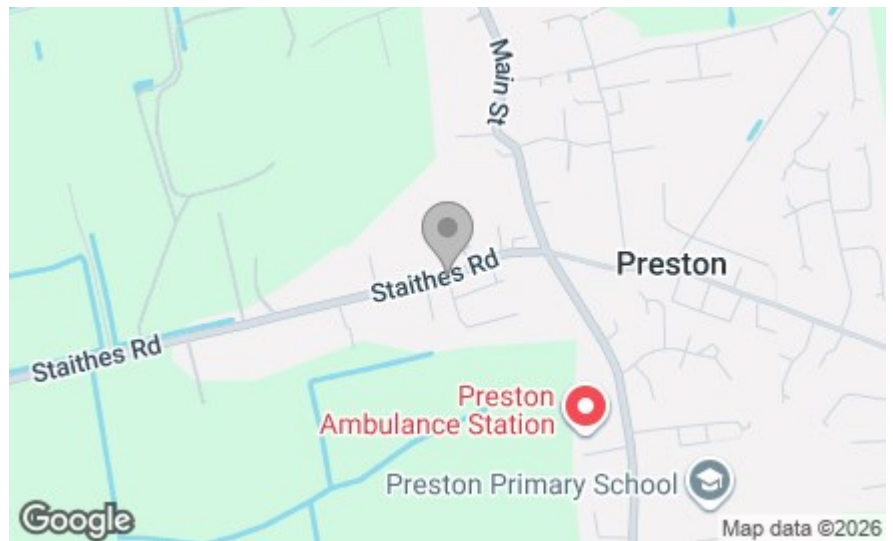 Main St
Preston
Staithes Rd
Staithes Rd
Preston
Ambulance Station
Preston Primary School
Google
Map data ©2026